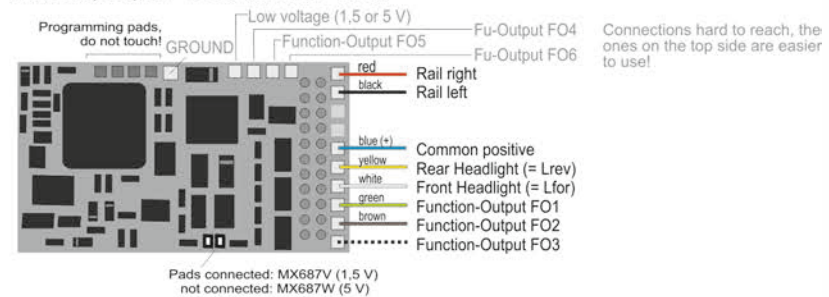 Low voltage (1,5 or 5 V)
Programming pads,
do not touch!
GROUND
Fu-Output FO4
Function-Output FO5
Fu-Output FO6
Connections hard to reach, the
ones on the top side are easier
to use!
red
Rail right
black
Rail left
blue (+)
Common positive
yellow
Rear Headlight (= Lrev)
white
Front Headlight (= Lfor)
green
Function-Output FO1
brown
Function-Output FO2
Function-Output FO3
Pads connected: MX687V (1,5 V)
not connected: MX687W (5 V)